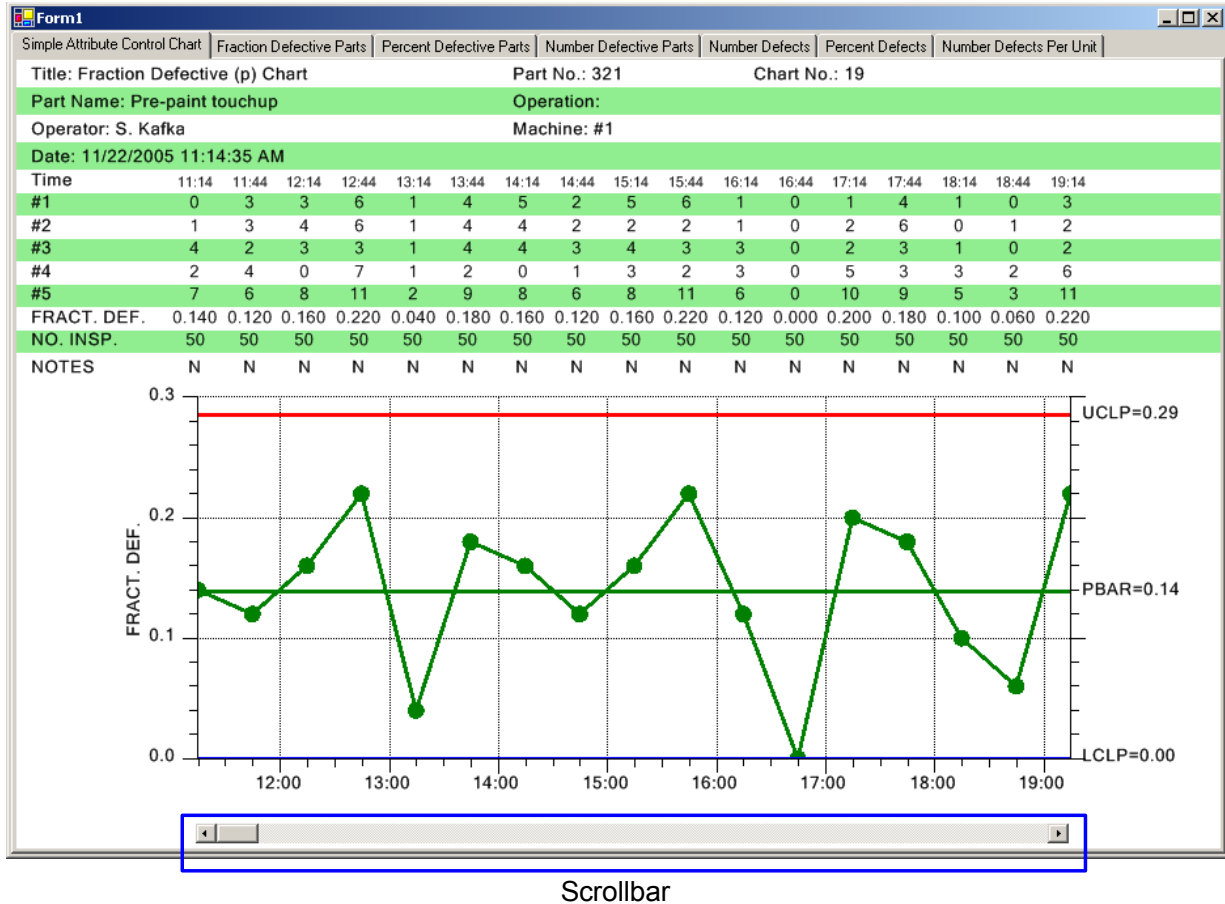 Form1
Simple Attribute Control Chart Fraction Defective Parts Percent Defective Parts Number Defective Parts Number Defects Percent Defects Number Defects Per Unit
Title: Fraction Defective (p) Chart Part No.: 321 Chart No.: 19
Part Name: Pre-paint touchup Operation:
Operator: S. Kafka Machine: #1
Date: 11/22/2005 11:14:35 AM
Time 11:14 11:44 12:14 12:44 13:14 13:44 14:14 14:44 15:14 15:44 16:14 16:44 17:14 17:44 18:14 18:44 19:14
#1 0 3 3 6 1 4 5 2 5 6 1 0 1 4 1 0 3
#2 1 3 4 6 1 4 4 2 2 2 1 0 2 6 0 1 2
#3 4 2 3 3 1 4 4 3 4 3 3 0 2 3 1 0 2
#4 2 4 0 7 1 2 0 1 3 2 3 0 5 3 3 2 6
#5 7 6 8 11 2 9 8 6 8 11 6 0 10 9 5 3 11
FRACT. DEF. 0.140 0.120 0.160 0.220 0.040 0.180 0.160 0.120 0.160 0.220 0.120 0.000 0.200 0.180 0.100 0.060 0.220
NO. INSP. 50 50 50 50 50 50 50 50 50 50 50 50 50 50 50 50 50
NOTES N N N N N N N N N N N N N N N N N
0.3
UCLP=0.29
0.2
FRACT. DEF.
PBAR=0.14
0.1
0.0
LCLP=0.00
12:00 13:00 14:00 15:00 16:00 17:00 18:00 19:00
Scrollbar